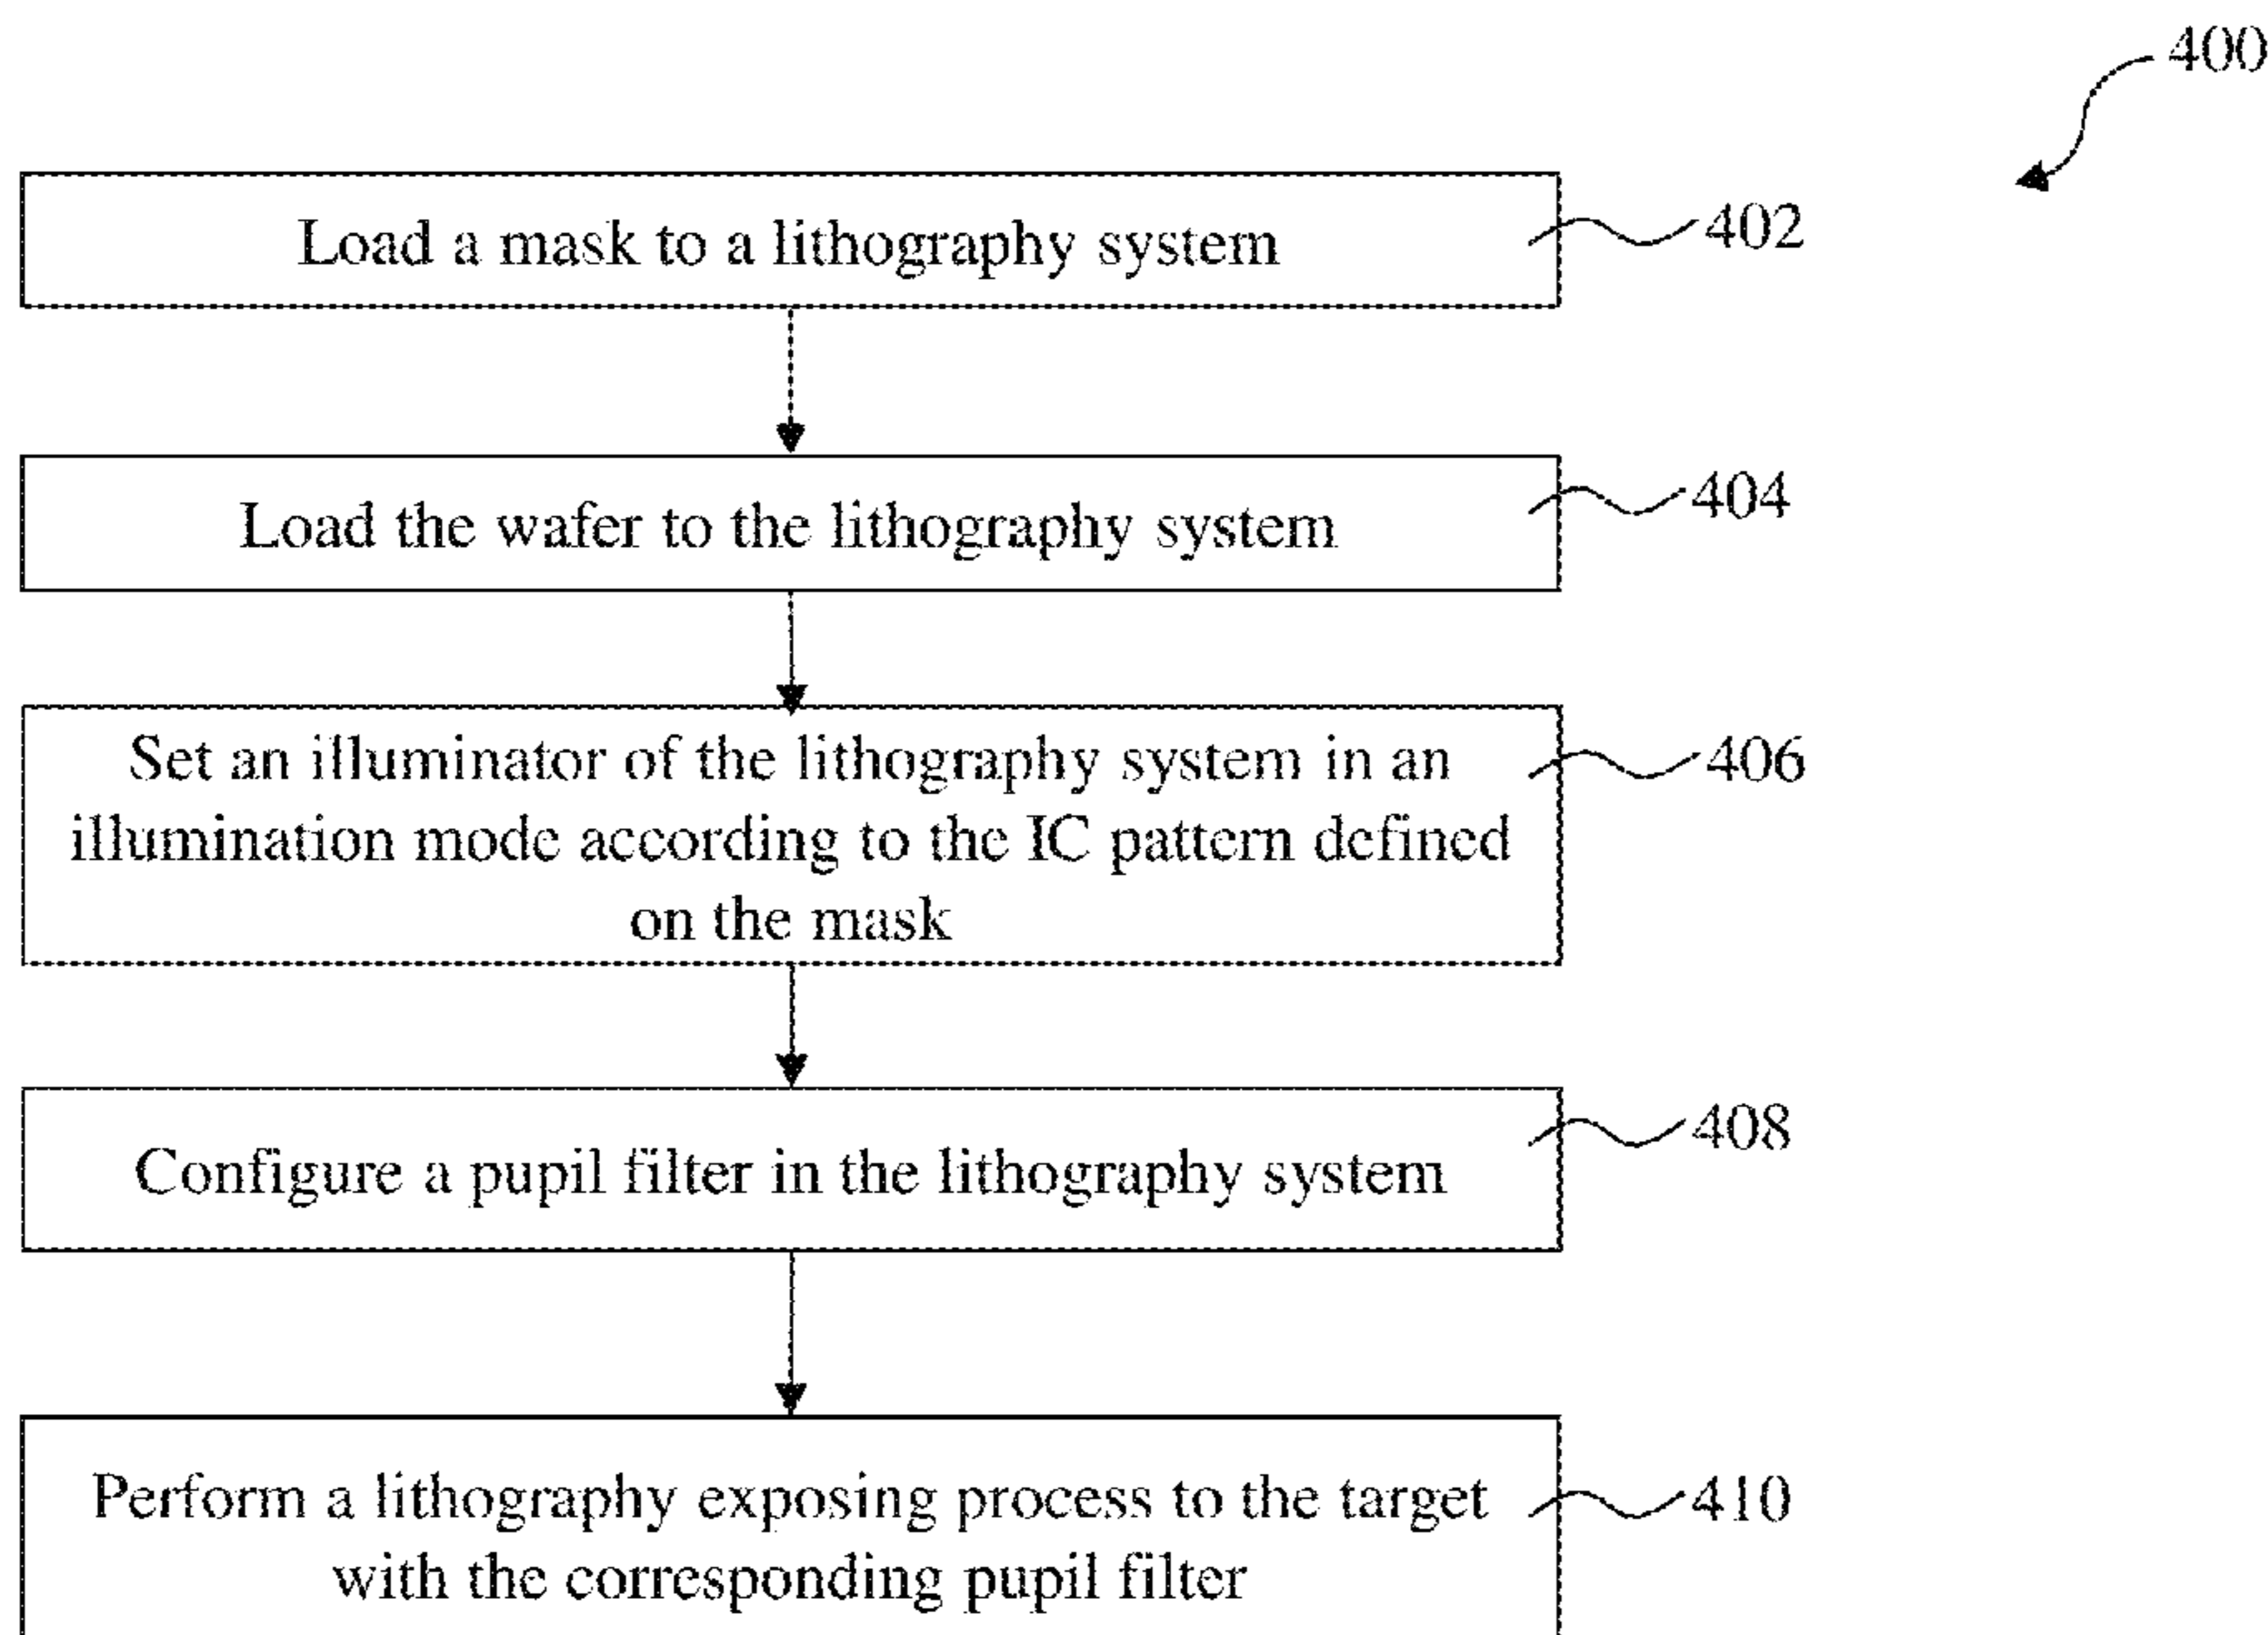 400
Load a mask to a lithography system
402
Load the wafer to the lithography system
404
Set an illuminator of the lithography system in an
illumination mode according to the IC pattern defined
on the mask
406
Configure a pupil filter in the lithography system
408
Perform a lithography exposing process to the target
with the corresponding pupil filter
410